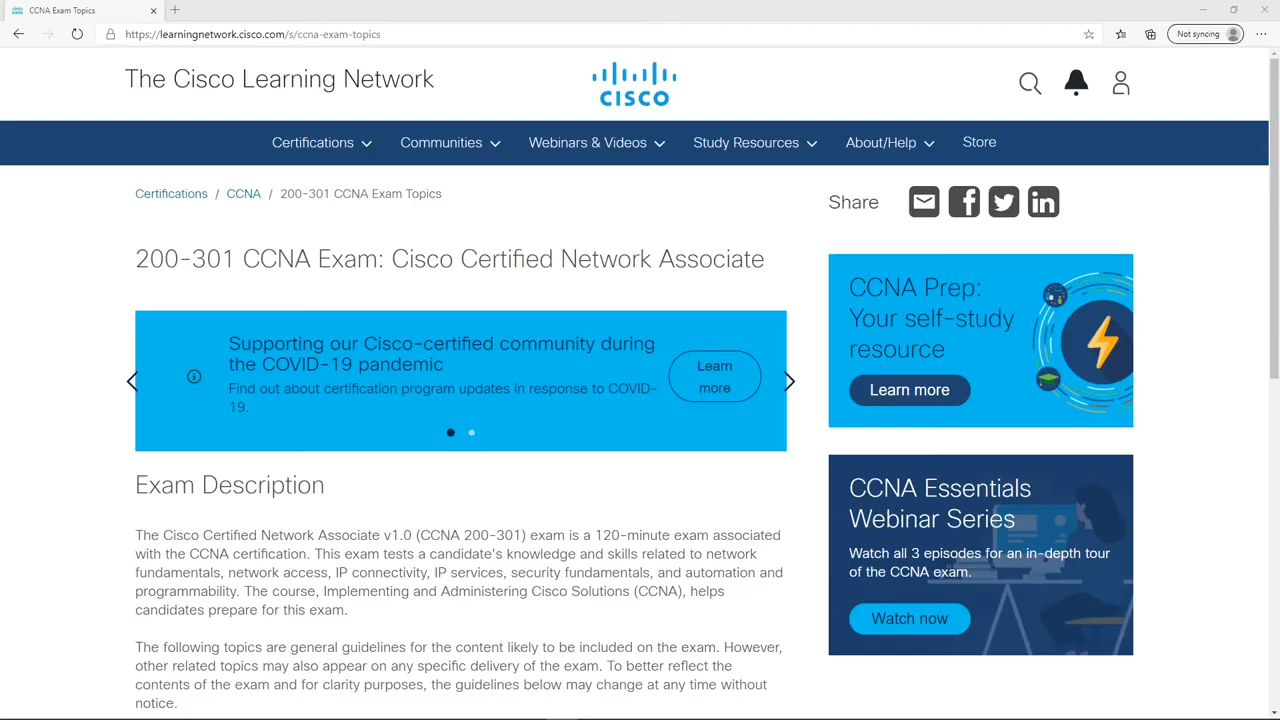 CCNA Exam Topics
https://learningnetwork.cisco.com/s/ccna-exam-topics
Not syncing
The Cisco Learning Network
CISCO
Certifications
Communities
Webinars & Videos
Study Resources
About/Help
Store
Certifications / CCNA / 200-301 CCNA Exam Topics
Share
200-301 CCNA Exam: Cisco Certified Network Associate
Supporting our Cisco-certified community during
the COVID-19 pandemic
Find out about certification program updates in response to COVID-
19.
Learn
more
CCNA Prep:
Your self-study
resource
Learn more
Exam Description
The Cisco Certified Network Associate v1.0 (CCNA 200-301) exam is a 120-minute exam associated
with the CCNA certification. This exam tests a candidate's knowledge and skills related to network
fundamentals, network access, IP connectivity, IP services, security fundamentals, and automation and
programmability. The course, Implementing and Administering Cisco Solutions (CCNA), helps
candidates prepare for this exam.
The following topics are general guidelines for the content likely to be included on the exam. However,
other related topics may also appear on any specific delivery of the exam. To better reflect the
contents of the exam and for clarity purposes, the guidelines below may change at any time without
notice.
CCNA Essentials
Webinar Series
Watch all 3 episodes for an in-depth tour
of the CCNA exam.
Watch now